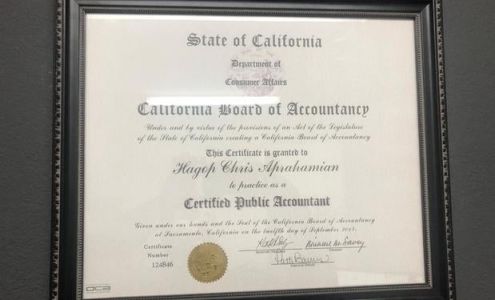 State of California
Department of
Consumer Affairs
California Board of Accountancy
Under and by virtue of the provisions of an Act of the Legislature
of the State of California creating a California Board of Accountancy
This Certificate is granted to
Hagop Chris Aprahamian
to practice as a
Certified Public Accountant
Given under our hands and the Seal of the California Board of Accountancy
at Sacramento, California on the twelfth day of September
Certificate
Number
124846